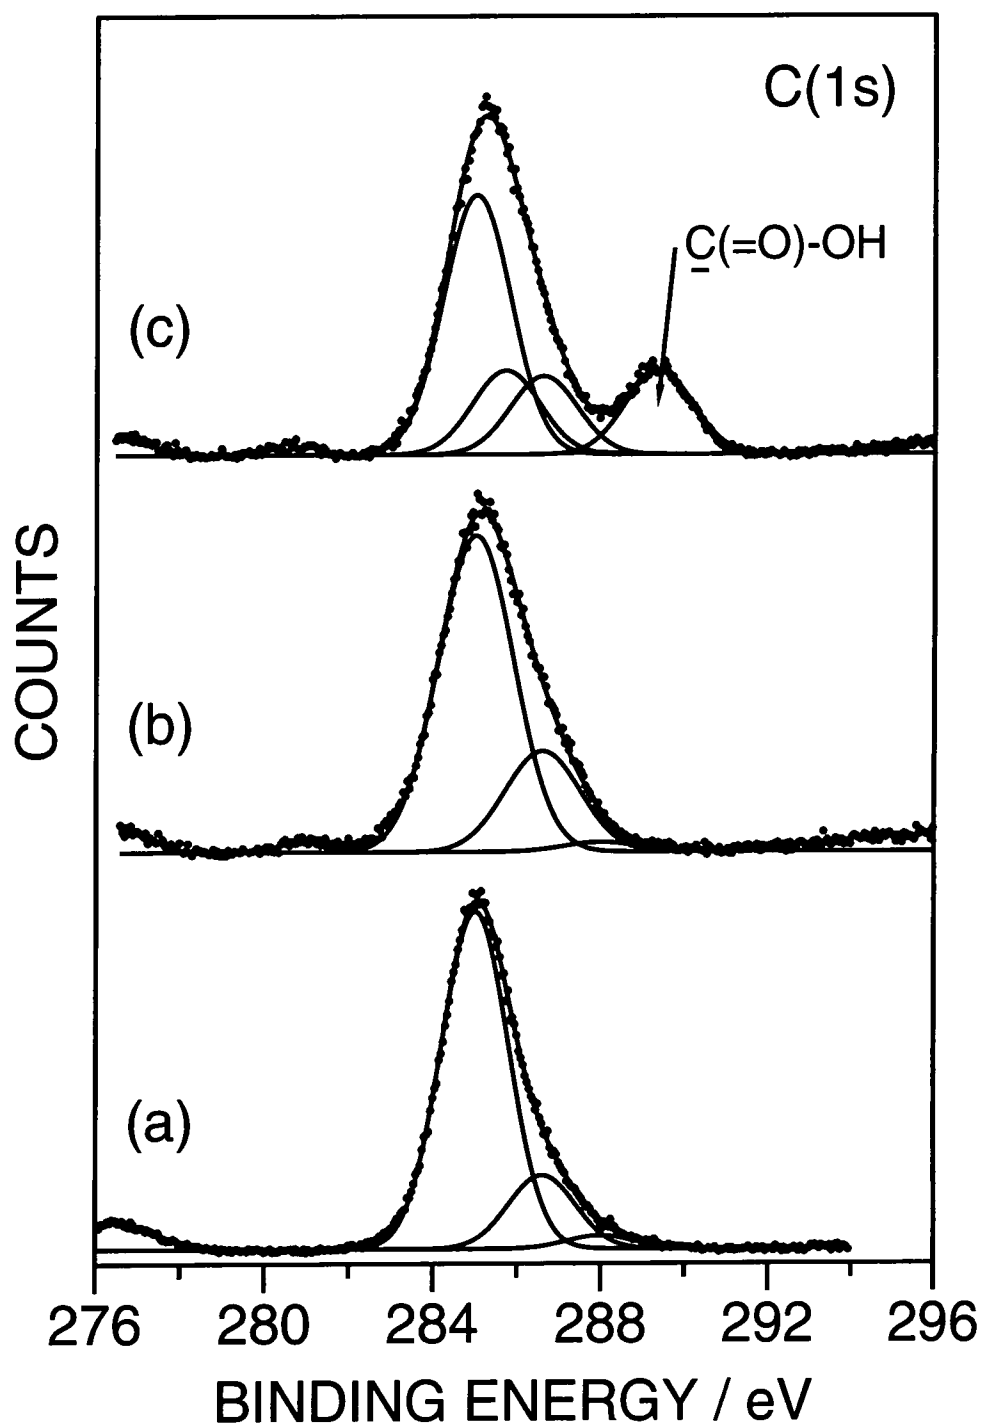 C(1s)
C(=O)-OH
(c)
(b)
(a)
COUNTS
276 280 284 288 292 296
BINDING ENERGY / eV